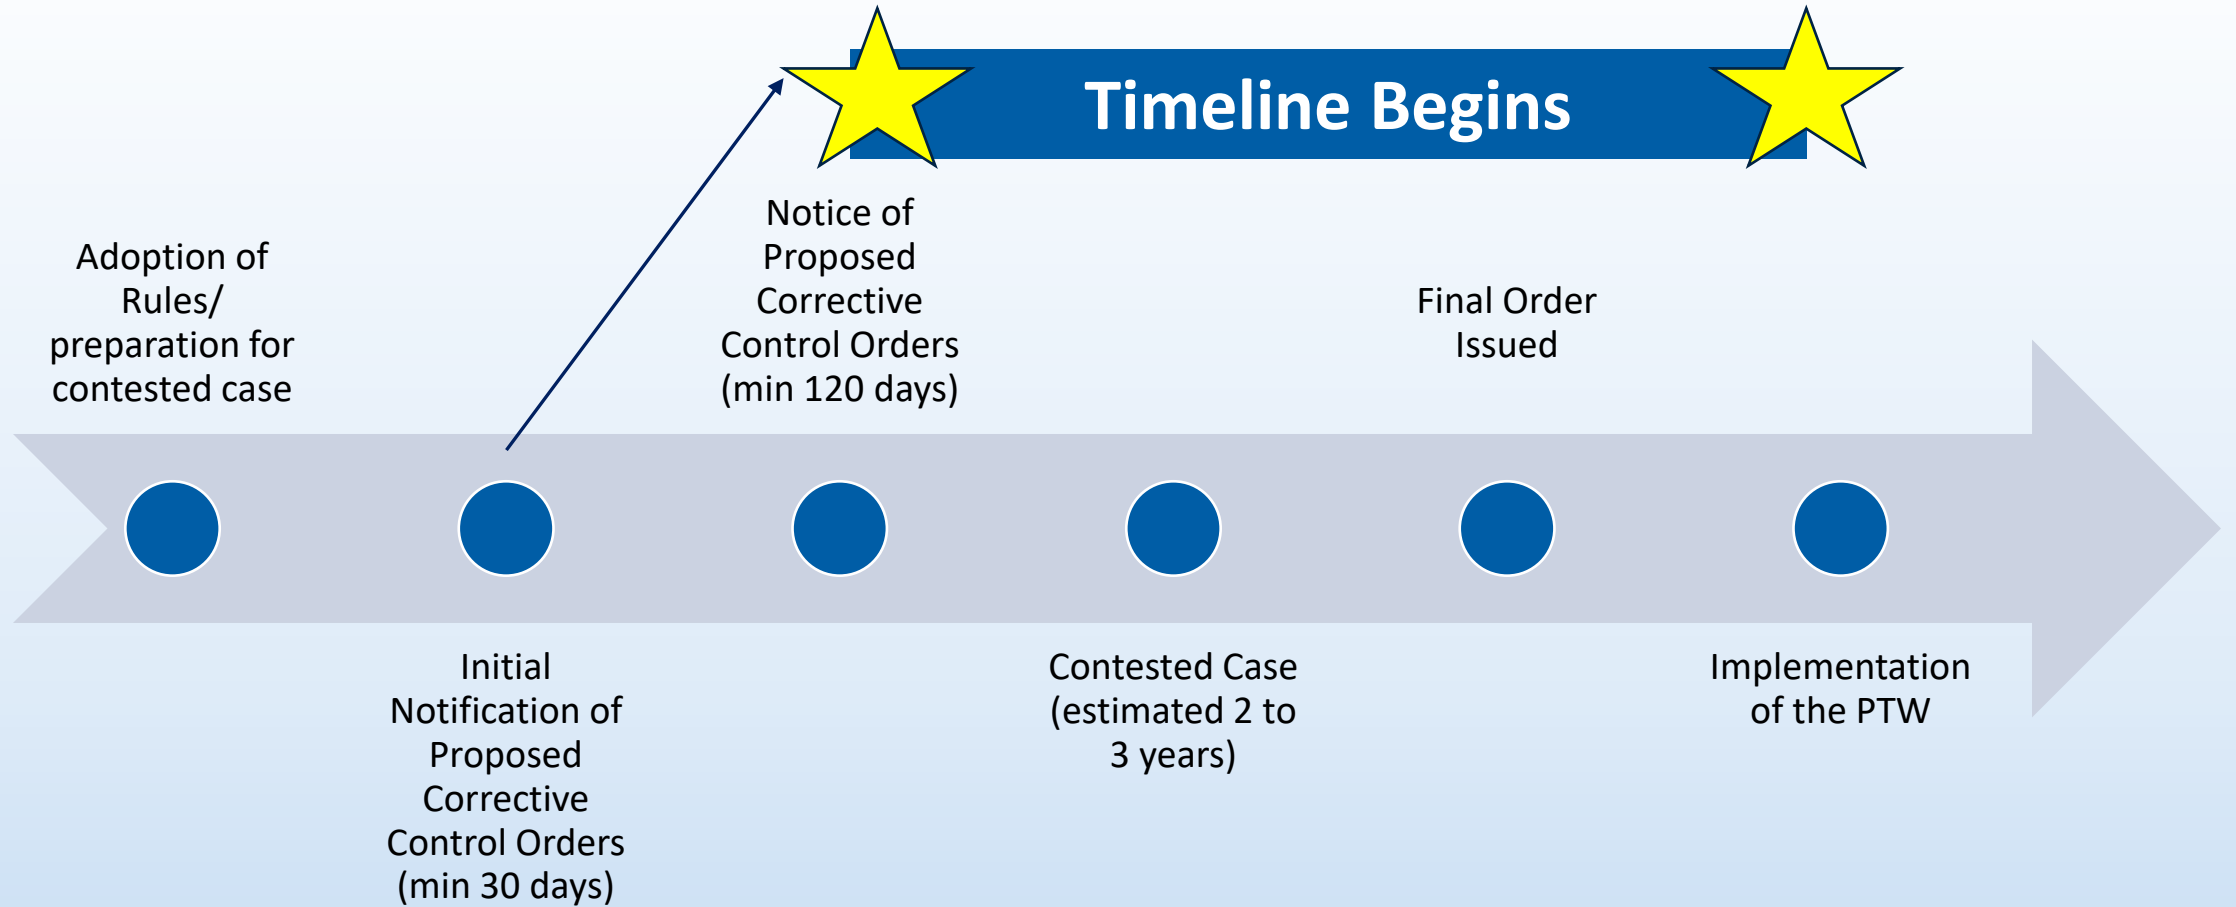 Timeline Begins
Adoption of
Rules/
preparation for
contested case
Initial
Notification of
Proposed
Corrective
Control Orders
(min 30 days)
Notice of
Proposed
Corrective
Control Orders
(min 120 days)
Contested Case
(estimated 2 to
3 years)
Final Order
Issued
Implementation
of the PTW